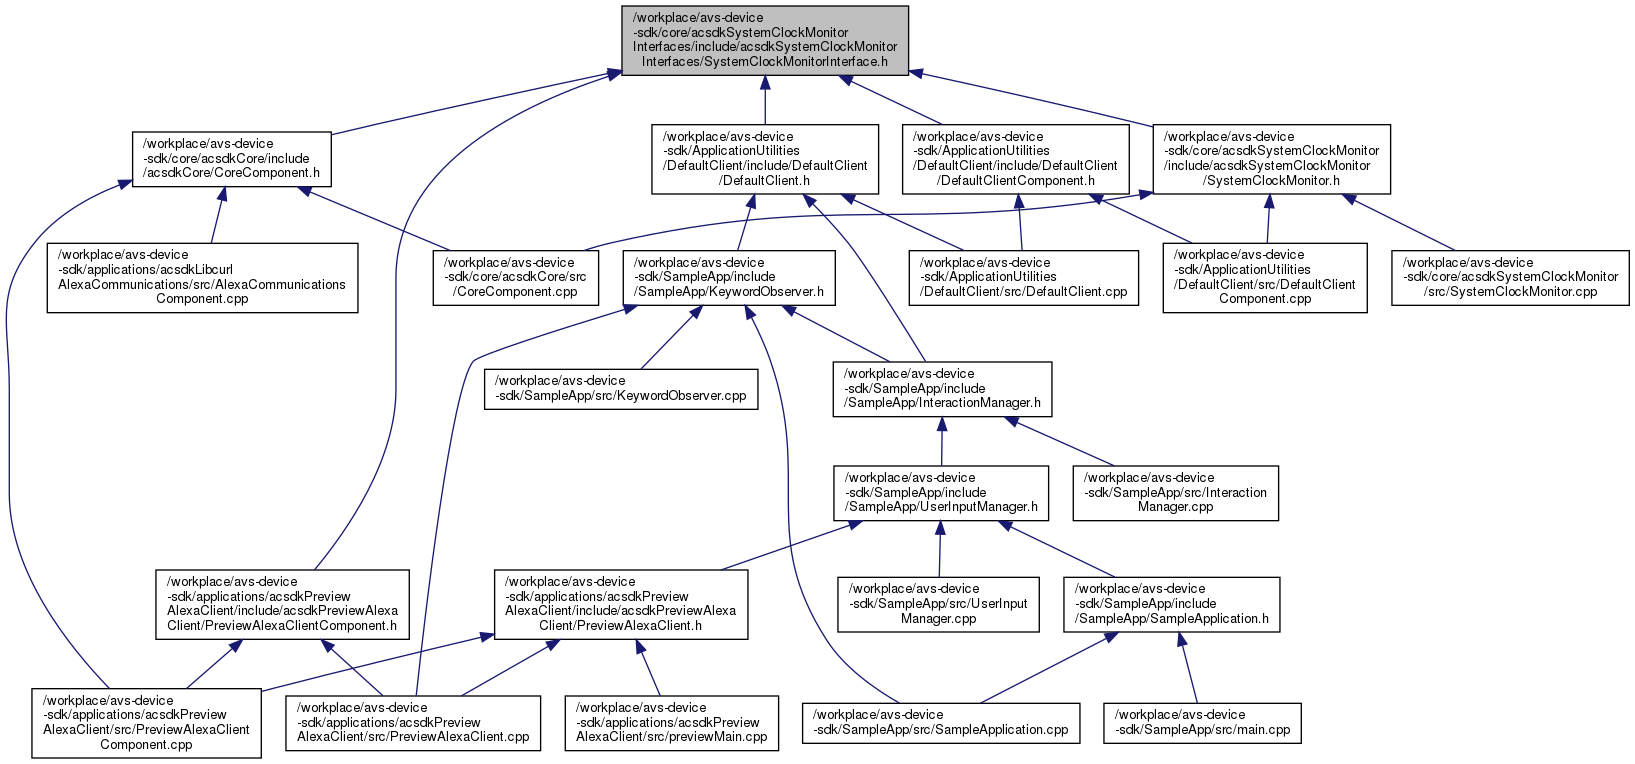 /workplace/avs-device
-sdk/core/acsdkSystemClockMonitor
Interfaces/include/acsdkSystemClockMonitor
Interfaces/SystemClockMonitorInterface.h
/workplace/avs-device
-sdk/core/acsdkCore/include
/acsdkCore/CoreComponent.h
/workplace/avs-device
-sdk/ApplicationUtilities
/DefaultClient/include/DefaultClient
/DefaultClient.h
/workplace/avs-device
-sdk/ApplicationUtilities
/DefaultClient/include/DefaultClient
/DefaultClientComponent.h
/workplace/avs-device
-sdk/core/acsdkSystemClockMonitor
/include/acsdkSystemClockMonitor
/SystemClockMonitor.h
/workplace/avs-device
-sdk/applications/acsdkLibcurl
AlexaCommunications/src/AlexaCommunications
Component.cpp
/workplace/avs-device
-sdk/core/acsdkCore/src
/CoreComponent.cpp
/workplace/avs-device
-sdk/SampleApp/include
/SampleApp/KeywordObserver.h
/workplace/avs-device
-sdk/ApplicationUtilities
/DefaultClient/src/DefaultClient.cpp
/workplace/avs-device
-sdk/ApplicationUtilities
/DefaultClient/src/DefaultClient
Component.cpp
/workplace/avs-device
-sdk/core/acsdkSystemClockMonitor
/src/SystemClockMonitor.cpp
/workplace/avs-device
-sdk/SampleApp/src/KeywordObserver.cpp
/workplace/avs-device
-sdk/SampleApp/include
/SampleApp/InteractionManager.h
/workplace/avs-device
-sdk/SampleApp/include
/SampleApp/UserInputManager.h
/workplace/avs-device
-sdk/SampleApp/src/Interaction
Manager.cpp
/workplace/avs-device
-sdk/applications/acsdkPreview
AlexaClient/include/acsdkPreviewAlexa
Client/PreviewAlexaClientComponent.h
/workplace/avs-device
-sdk/applications/acsdkPreview
AlexaClient/include/acsdkPreviewAlexa
Client/PreviewAlexaClient.h
/workplace/avs-device
-sdk/SampleApp/src/UserInput
Manager.cpp
/workplace/avs-device
-sdk/SampleApp/include
/SampleApp/SampleApplication.h
/workplace/avs-device
-sdk/applications/acsdkPreview
AlexaClient/src/PreviewAlexaClient
Component.cpp
/workplace/avs-device
-sdk/applications/acsdkPreview
AlexaClient/src/PreviewAlexaClient.cpp
/workplace/avs-device
-sdk/applications/acsdkPreview
AlexaClient/src/previewMain.cpp
/workplace/avs-device
-sdk/SampleApp/src/SampleApplication.cpp
/workplace/avs-device
-sdk/SampleApp/src/main.cpp